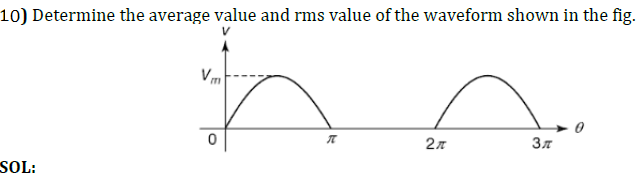 10) Determine the average value and rms value of the waveform shown in the fig.
V
Vm
0 π 2π 3π θ
SOL: